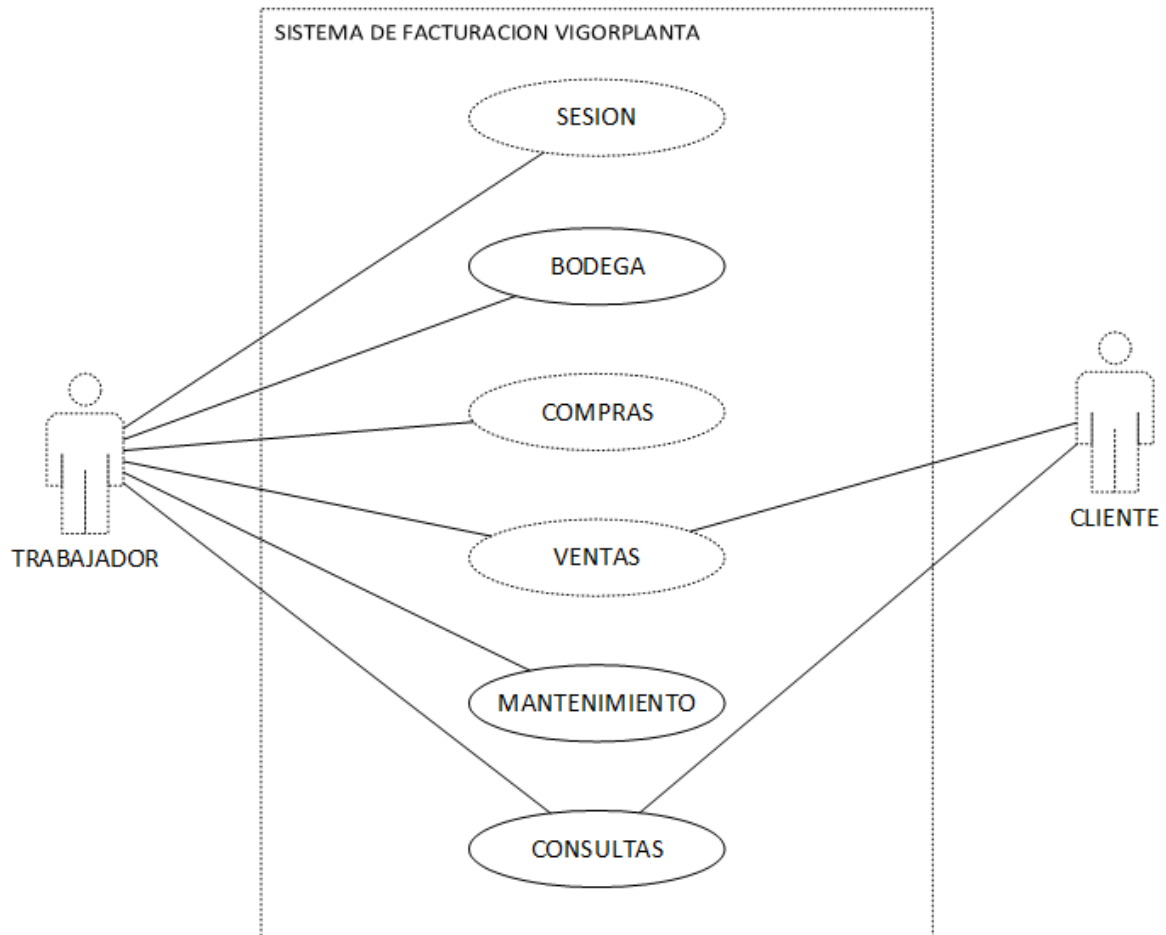 SISTEMA DE FACTURACION VIGORPLANTA
SESION
BODEGA
COMPRAS
VENTAS
MANTENIMIENTO
CONSULTAS
TRABAJADOR
CLIENTE